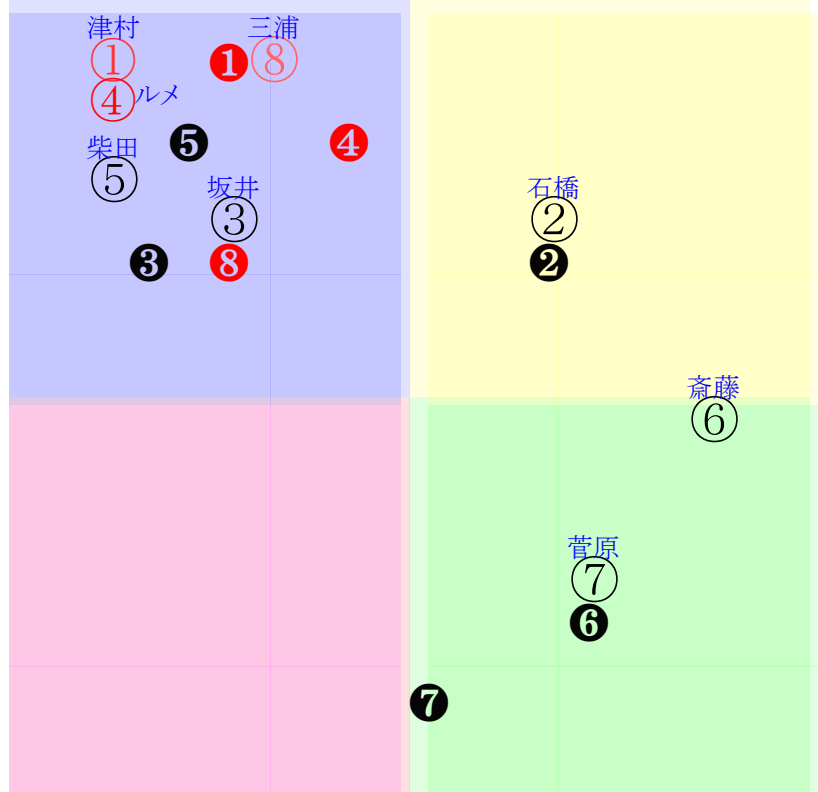 津村
三浦
① ❶ ⑧
④ ルメ
柴田 ❺ ❹
⑤ 坂井 石橋
③ ②
❸ ❽ ❷
斎藤
⑥
菅原
⑦
❻
❼